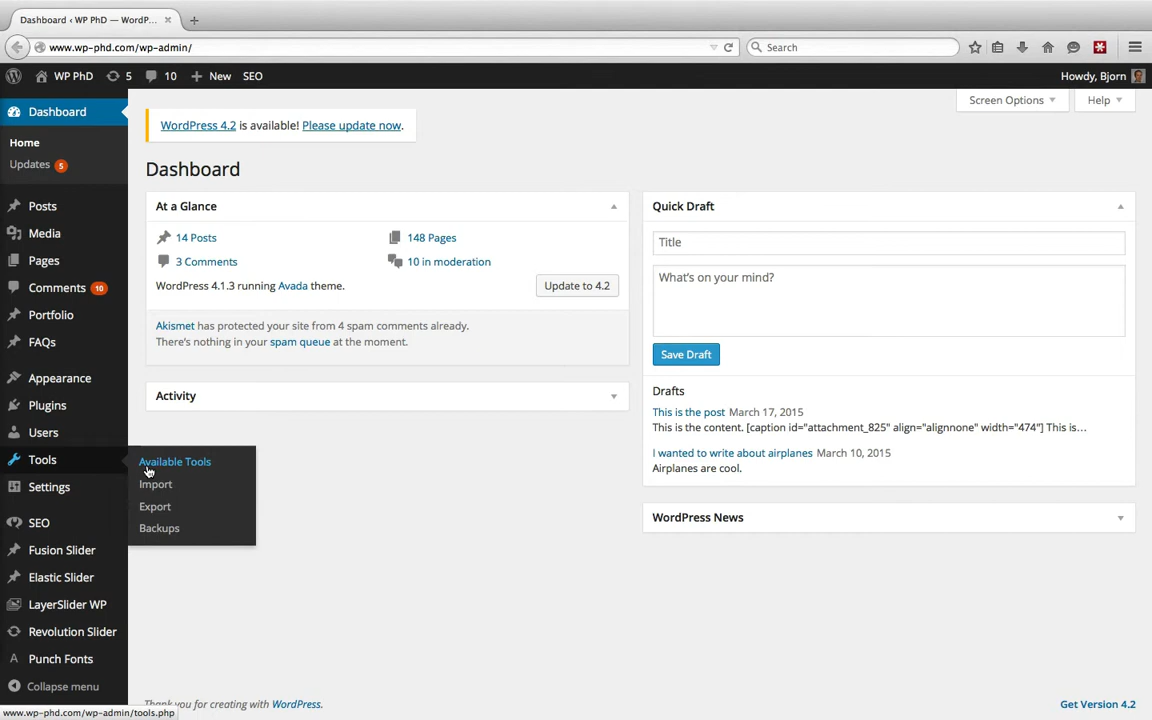 Dashboard ‹ WP PhD — WordP...
www.wp-phd.com/wp-admin/
Search
WP PhD 5 10 New SEO
Howdy, Bjorn
Dashboard
Home
Updates 5
Posts
Media
Pages
Comments 10
Portfolio
FAQs
Appearance
Plugins
Users
Tools
Settings
SEO
Fusion Slider
Elastic Slider
LayerSlider WP
Revolution Slider
Punch Fonts
Collapse menu
Available Tools
Import
Export
Backups
Screen Options
Help
WordPress 4.2 is available! Please update now.
Dashboard
At a Glance
14 Posts
148 Pages
3 Comments
10 in moderation
WordPress 4.1.3 running Avada theme.
Update to 4.2
Akismet has protected your site from 4 spam comments already.
There's nothing in your spam queue at the moment.
Activity
Quick Draft
Title
What's on your mind?
Save Draft
Drafts
This is the post March 17, 2015
This is the content. [caption id="attachment_825" align="alignnone" width="474"] This is...
I wanted to write about airplanes March 10, 2015
Airplanes are cool.
WordPress News
Thank you for creating with WordPress.
Get Version 4.2
www.wp-phd.com/wp-admin/tools.php